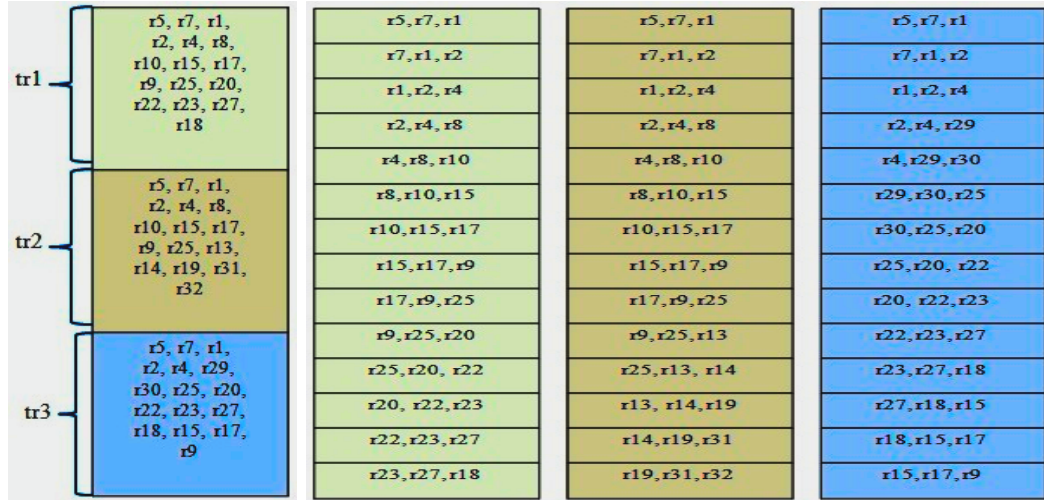 tr1
r5, r7, r1,
r2, r4, r8,
r10, r15, r17,
r9, r25, r20,
r22, r23, r27,
r18
tr2
r5, r7, r1,
r2, r4, r8,
r10, r15, r17,
r9, r25, r13,
r14, r19, r31,
r32
tr3
r5, r7, r1,
r2, r4, r29,
r30, r25, r20,
r22, r23, r27,
r18, r15, r17,
r9
r5, r7, r1
r7,r1,r2
r1,r2,r4
r2,r4,r8
r4,r8,r10
r8,r10,r15
r10,r15,r17
r15,r17,r9
r17,r9,r25
r9,r25,r20
r25,r20, r22
r20, r22,r23
r22,r23,r27
r23,r27,r18
r5, r7, r1
r7,r1,r2
r1,r2,r4
r2,r4,r8
r4,r8,r10
r8,r10,r15
r10,r15,r17
r15,r17,r9
r17,r9,r25
r9,r25,r13
r25,r13, r14
r13, r14,r19
r14,r19,r31
r19,r31,r32
r5, r7, r1
r7,r1,r2
r1,r2,r4
r2,r4,r29
r4,r29,r30
r29,r30,r25
r30,r25,r20
r25,r20, r22
r20, r22,r23
r22,r23,r27
r23,r27,r18
r27,r18,r15
r18,r15,r17
r15,r17,r9